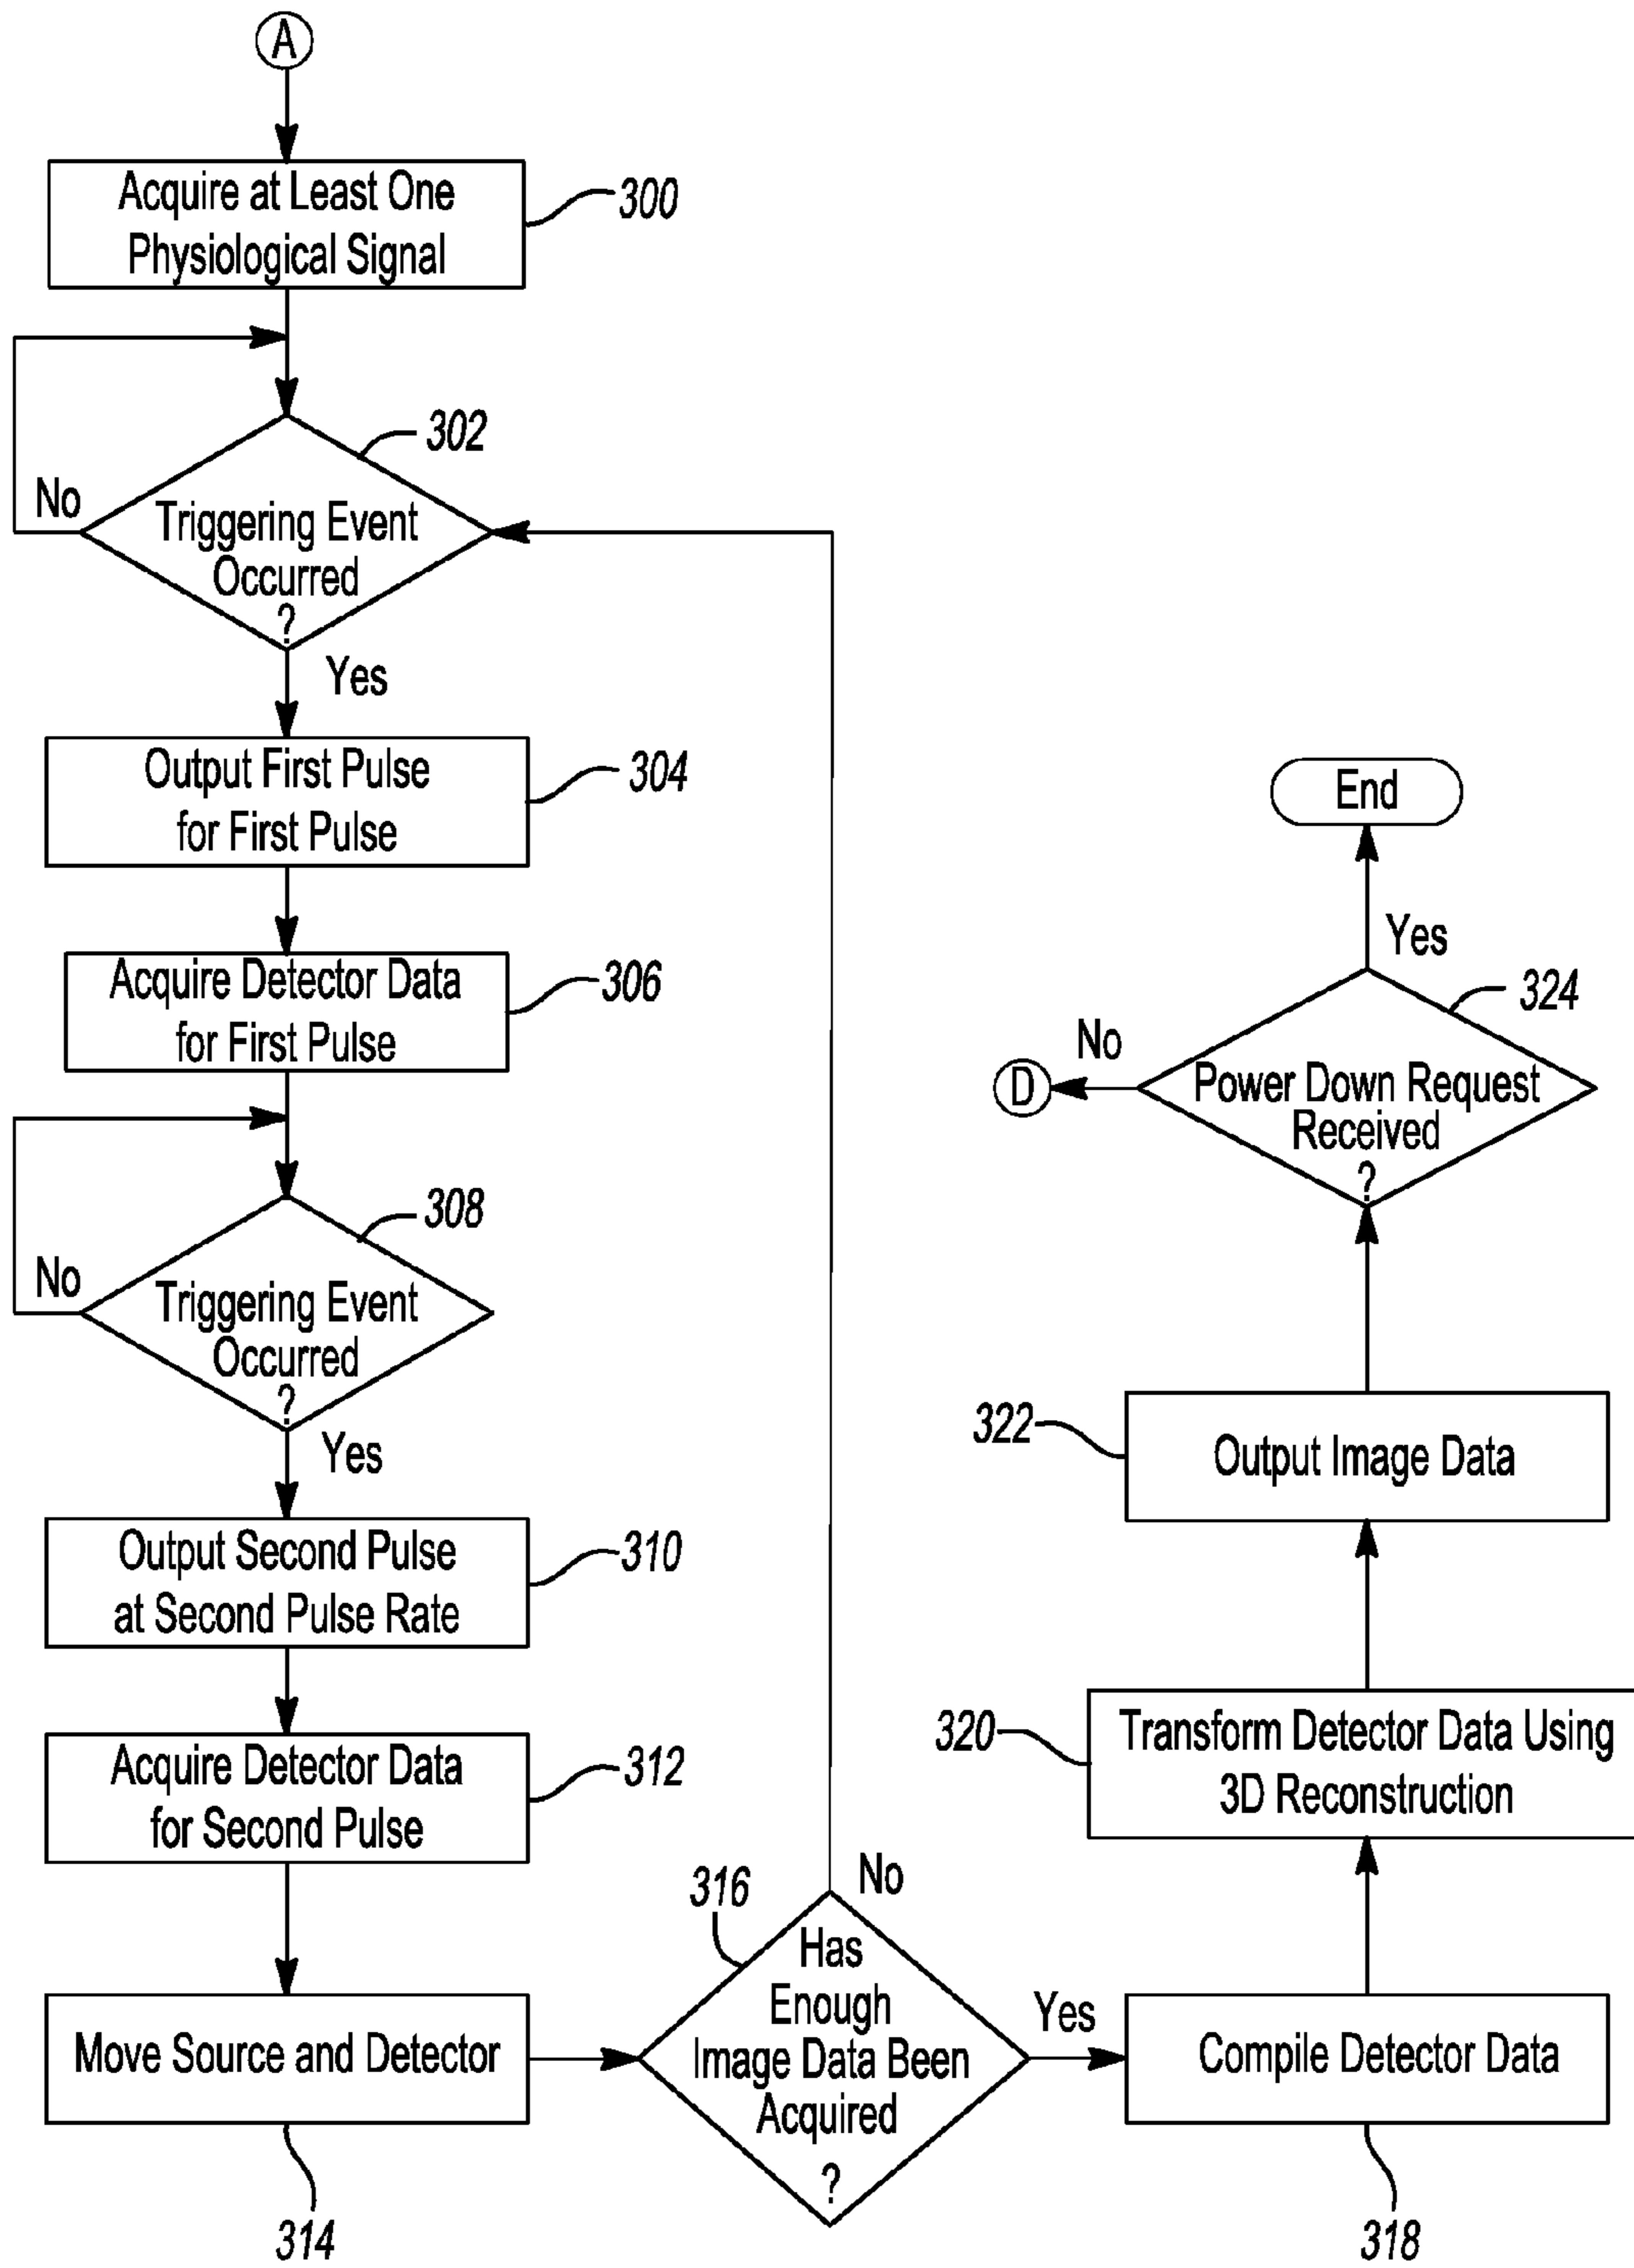 A
Acquire at Least One
Physiological Signal
300
302
No
Triggering Event
Occurred
?
Yes
Output First Pulse
for First Pulse
304
Acquire Detector Data
for First Pulse
306
308
No
Triggering Event
Occurred
?
Yes
Output Second Pulse
at Second Pulse Rate
310
Acquire Detector Data
for Second Pulse
312
Move Source and Detector
314
316
No
Has
Enough
Image Data Been
Acquired
?
Yes
Compile Detector Data
318
320
Transform Detector Data Using
3D Reconstruction
322
Output Image Data
324
Power Down Request
Received
?
No
D
Yes
End